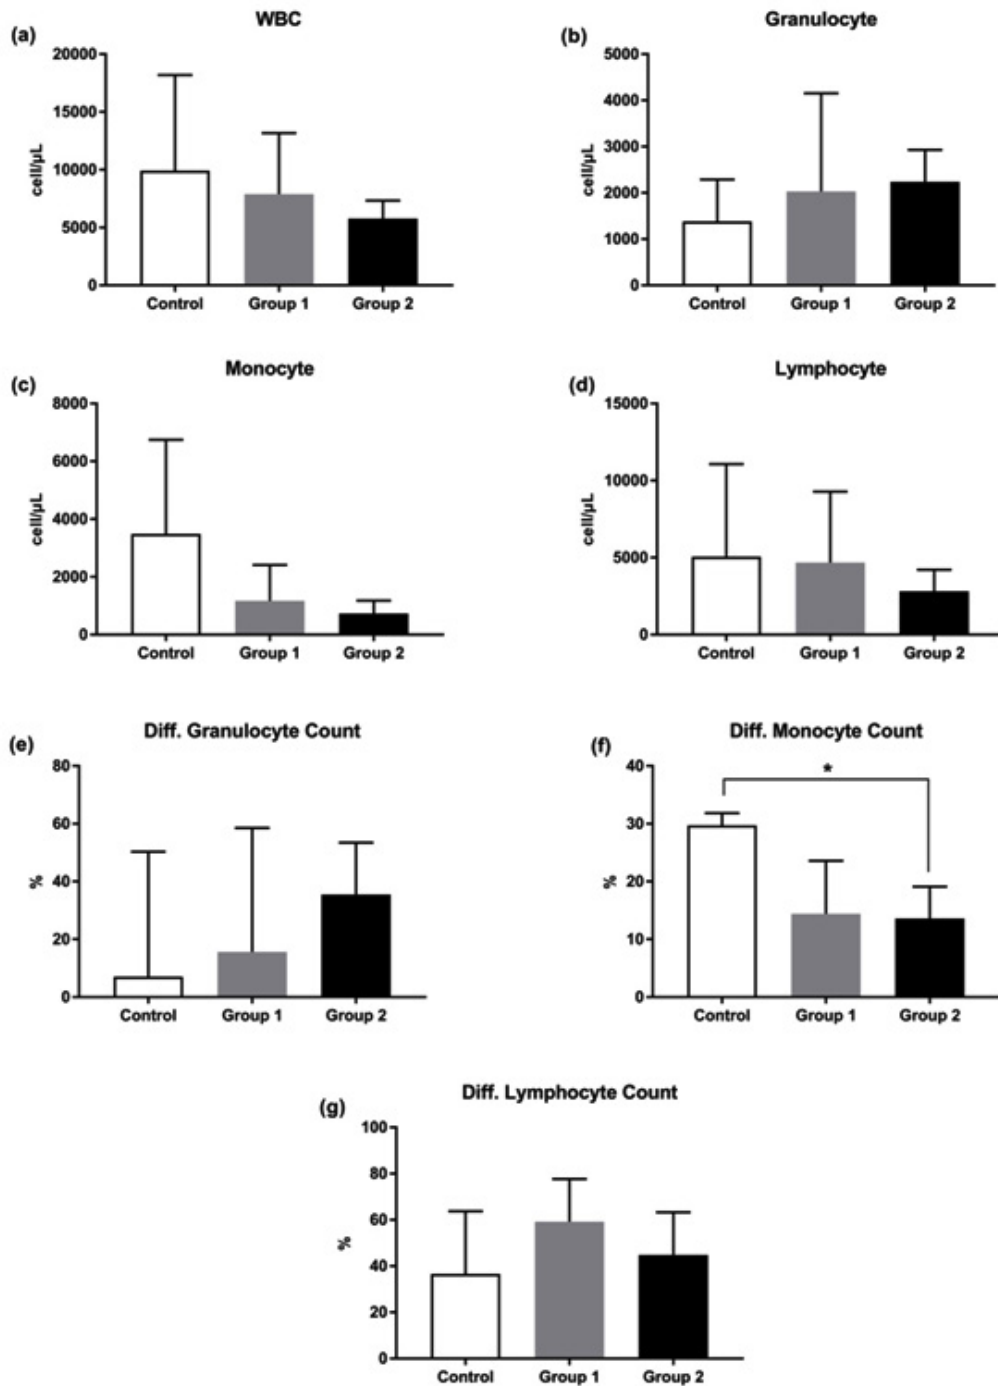 WBC
(a)
20000
15000
10000
5000
0
cell/µL
Control Group 1 Group 2
Granulocyte
(b)
5000
4000
3000
2000
1000
0
cell/µL
Control Group 1 Group 2
Monocyte
(c)
8000
6000
4000
2000
0
cell/µL
Control Group 1 Group 2
Lymphocyte
(d)
15000
10000
5000
0
cell/µL
Control Group 1 Group 2
Diff. Granulocyte Count
(e)
80
60
40
20
0
%
Control Group 1 Group 2
Diff. Monocyte Count
(f)
40
30
20
10
0
%
*
Control Group 1 Group 2
Diff. Lymphocyte Count
(g)
100
80
60
40
20
0
%
Control Group 1 Group 2